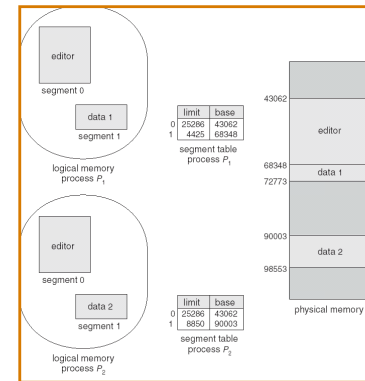 editor
segment 0
data 1
segment 1
logical memory
process P1
limit base
0 25286 43062
1 4425 68348
segment table
process P1
editor
segment 0
data 2
segment 1
logical memory
process P2
limit base
0 25286 43062
1 8850 90003
segment table
process P2
43062
editor
68348
data 1
72773
90003
data 2
98553
physical memory